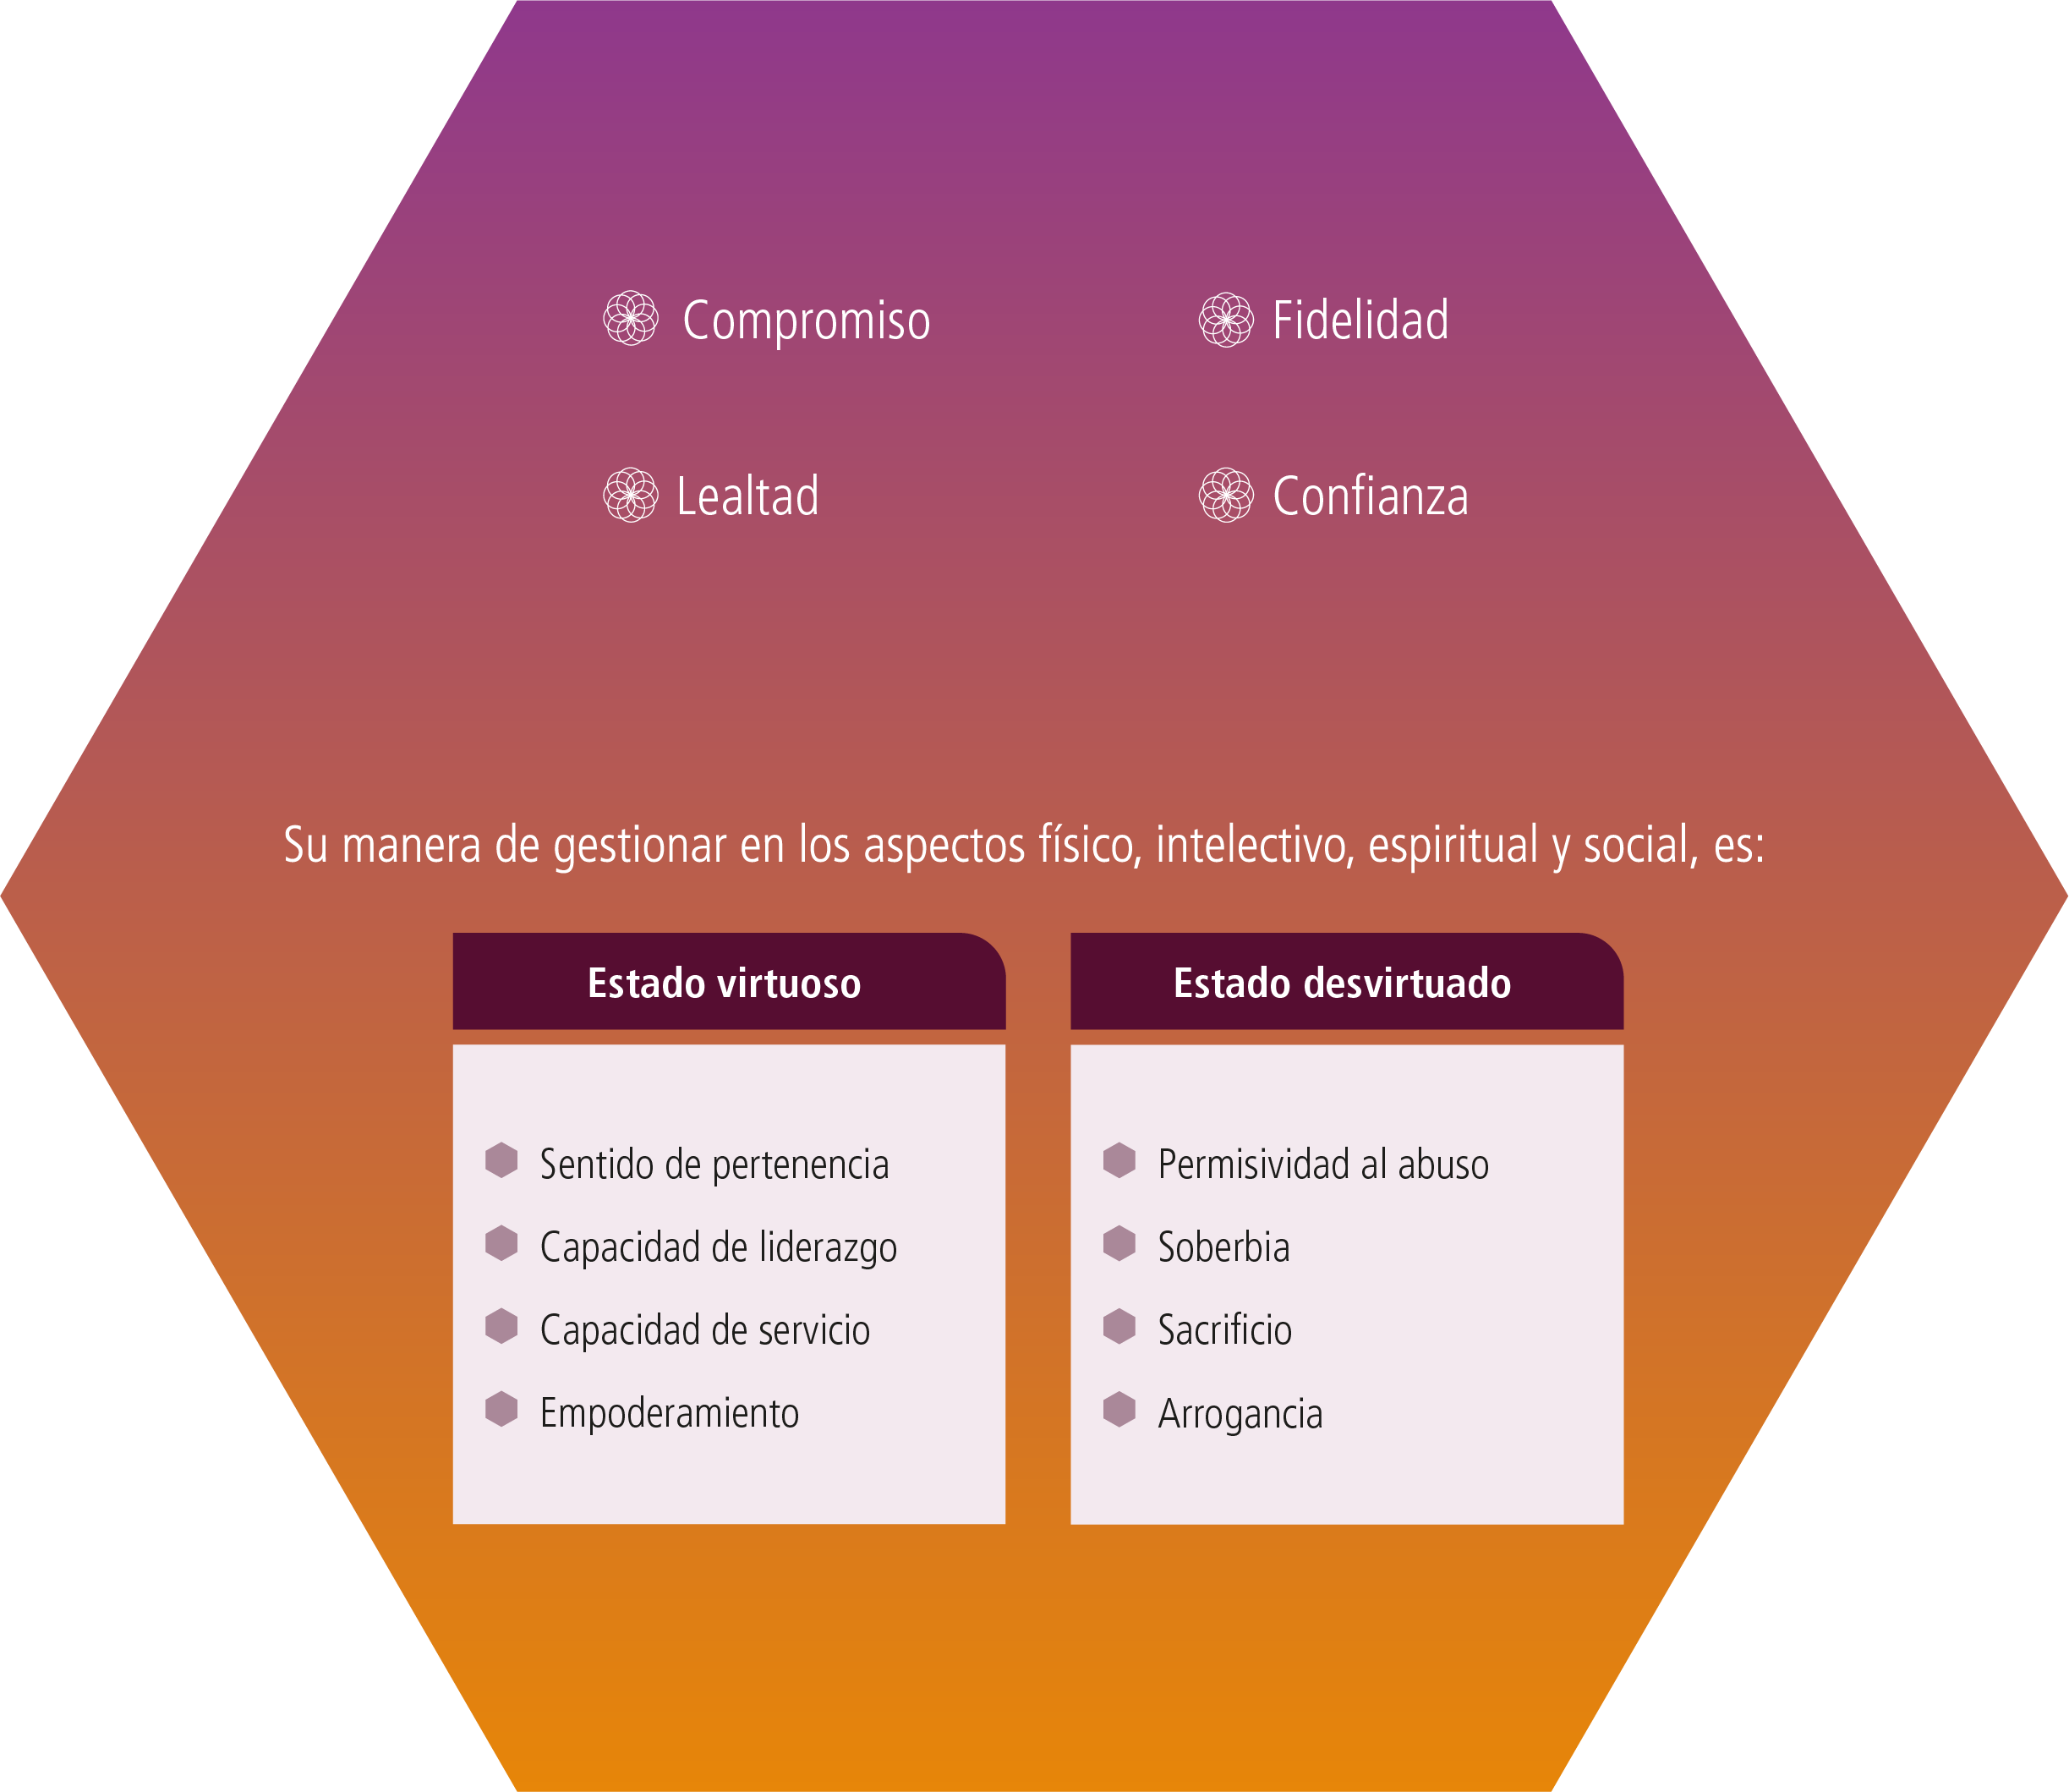 Compromiso
Fidelidad
Lealtad
Confianza
Su manera de gestionar en los aspectos físico, intelectivo, espiritual y social, es:
Estado virtuoso
Sentido de pertenencia
Capacidad de liderazgo
Capacidad de servicio
Empoderamiento
Estado desvirtuado
Permisividad al abuso
Soberbia
Sacrificio
Arrogancia